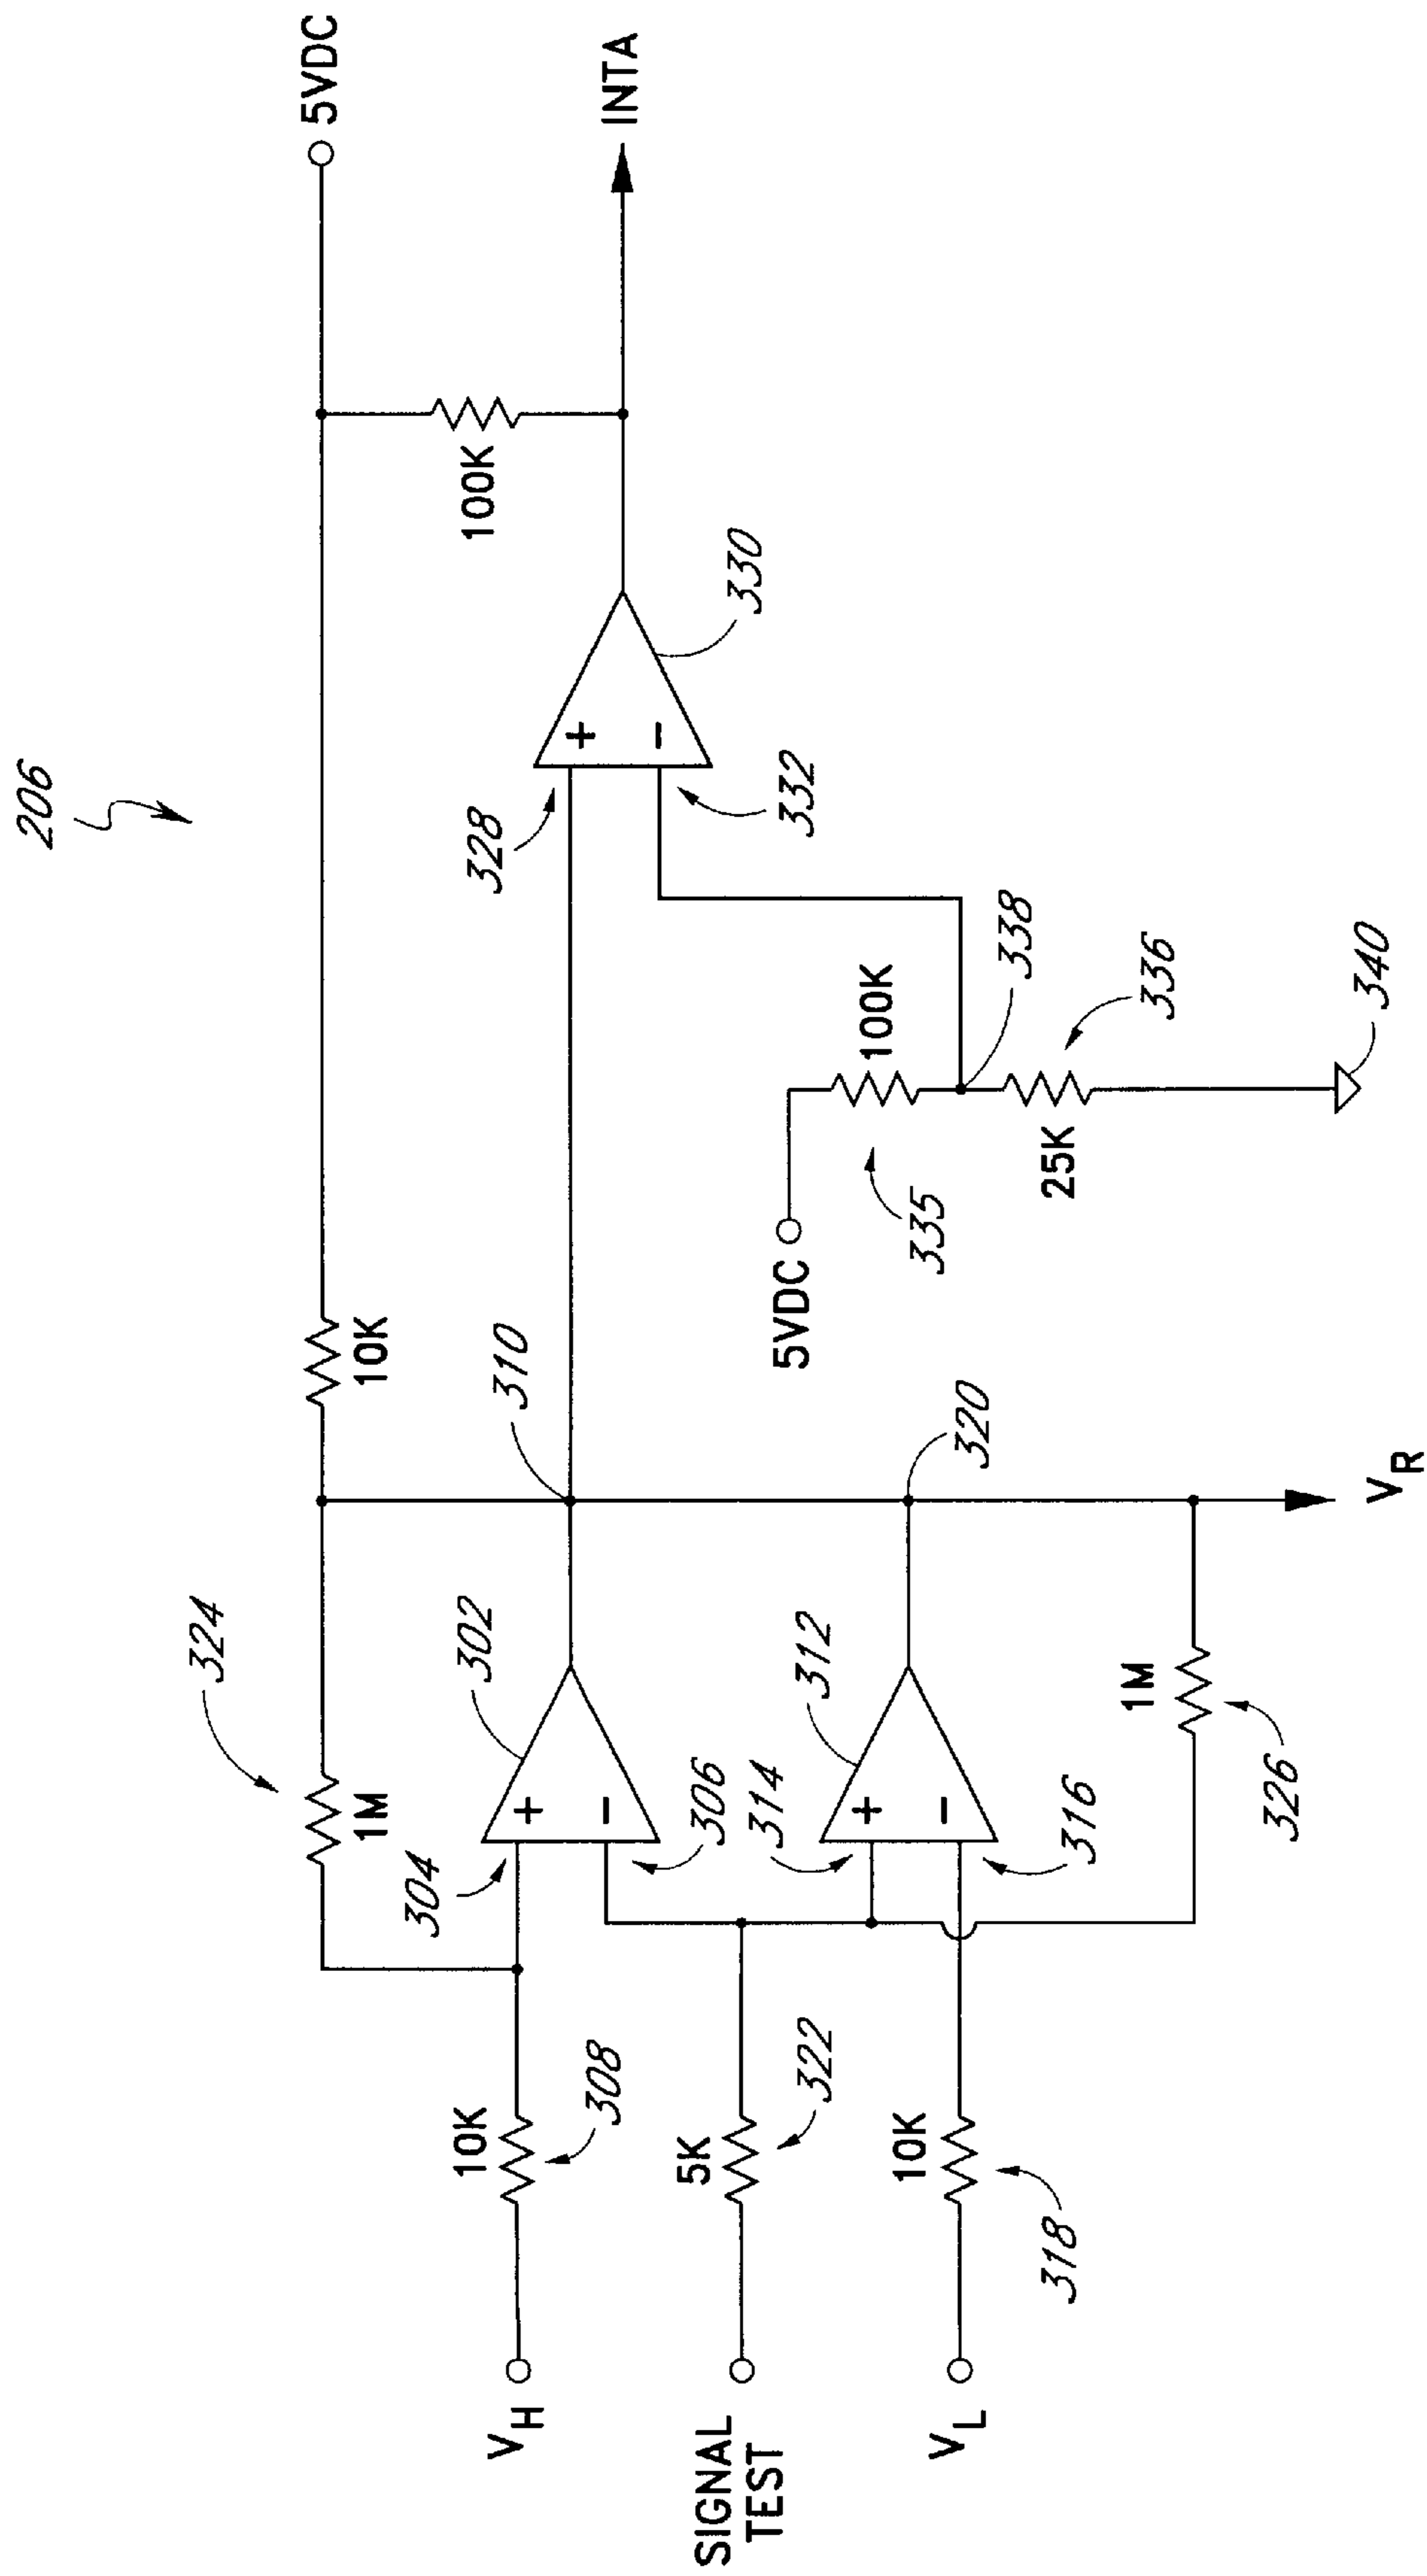 206
5VDC
10K
100K
INTA
324
1M
302
310
328
330
332
304
306
V_H
10K
308
SIGNAL
TEST
5K
322
312
314
316
320
5VDC
335
100K
338
25K
336
340
V_L
10K
318
1M
326
V_R